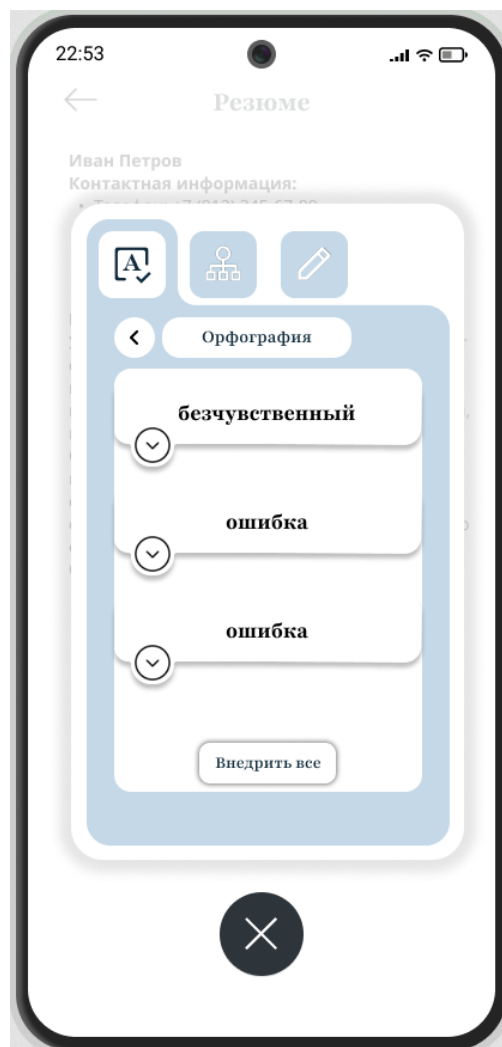 22:53
Резюме
Иван Петров
Контактная информация:
A
Орфография
безчувственный
ошибка
ошибка
Внедрить все